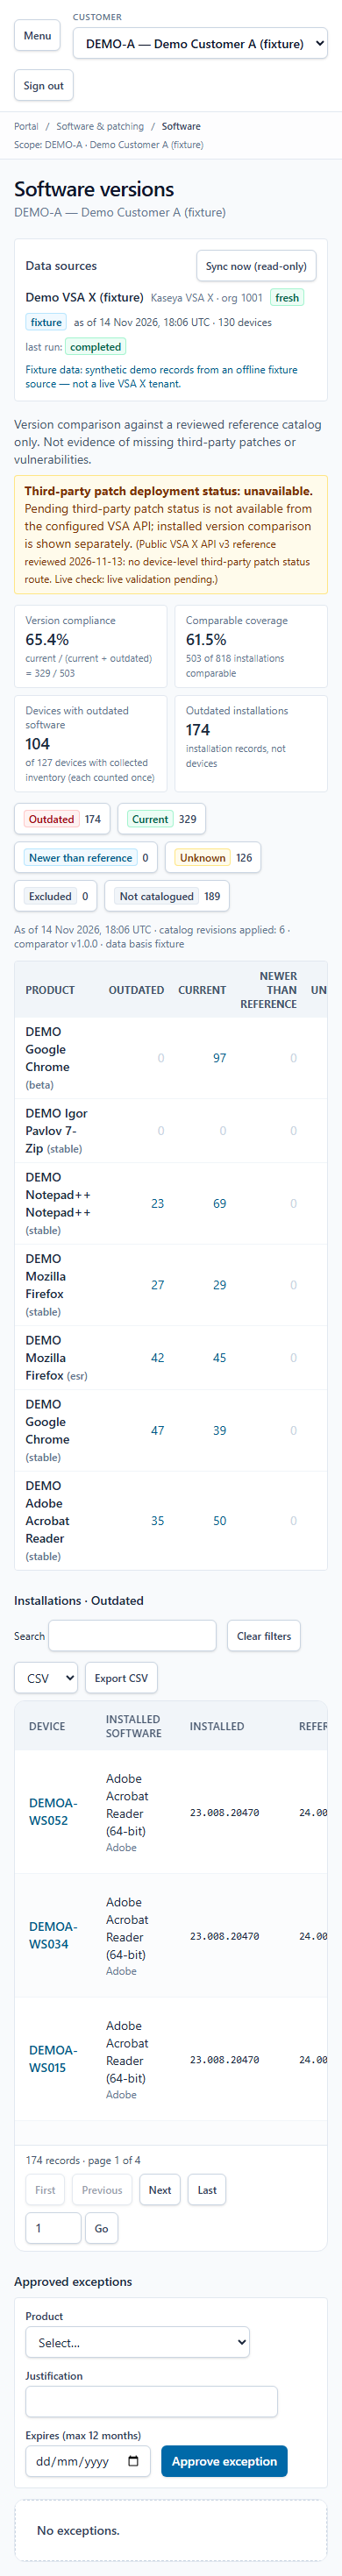 Menu
CUSTOMER
DEMO-A — Demo Customer A (fixture)
Sign out
Portal / Software & patching / Software
Scope: DEMO-A · Demo Customer A (fixture)
Software versions
DEMO-A — Demo Customer A (fixture)
Data sources
Sync now (read-only)
Demo VSA X (fixture) Kaseya VSA X · org 1001 fresh
fixture as of 14 Nov 2026, 18:06 UTC · 130 devices
last run: completed
Fixture data: synthetic demo records from an offline fixture
source — not a live VSA X tenant.
Version comparison against a reviewed reference catalog
only. Not evidence of missing third-party patches or
vulnerabilities.
Third-party patch deployment status: unavailable.
Pending third-party patch status is not available from
the configured VSA API; installed version comparison
is shown separately. (Public VSA X API v3 reference
reviewed 2026-11-13: no device-level third-party patch status
route. Live check: live validation pending.)
Version compliance
65.4%
current / (current + outdated)
= 329 / 503
Comparable coverage
61.5%
503 of 818 installations
comparable
Devices with outdated
software
104
of 127 devices with collected
inventory (each counted once)
Outdated installations
174
installation records, not
devices
Outdated 174
Current 329
Newer than reference 0
Unknown 126
Excluded 0
Not catalogued 189
As of 14 Nov 2026, 18:06 UTC · catalog revisions applied: 6 ·
comparator v1.0.0 · data basis fixture
PRODUCT OUTDATED CURRENT NEWER THAN REFERENCE UN
DEMO
Google
Chrome
(beta)
0 97 0
DEMO Igor
Pavlov 7-
Zip (stable)
0 0 0
DEMO
Notepad++
Notepad++
(stable)
23 69 0
DEMO
Mozilla
Firefox
(stable)
27 29 0
DEMO
Mozilla
Firefox (esr)
42 45 0
DEMO
Google
Chrome
(stable)
47 39 0
DEMO
Adobe
Acrobat
Reader
(stable)
35 50 0
Installations · Outdated
Search
Clear filters
CSV
Export CSV
DEVICE INSTALLED SOFTWARE INSTALLED REFER
DEMOA-
WS052
Adobe
Acrobat
Reader
(64-bit)
Adobe
23.008.20470 24.00
DEMOA-
WS034
Adobe
Acrobat
Reader
(64-bit)
Adobe
23.008.20470 24.00
DEMOA-
WS015
Adobe
Acrobat
Reader
(64-bit)
Adobe
23.008.20470 24.00
174 records · page 1 of 4
First Previous Next Last
1 Go
Approved exceptions
Product
Select...
Justification
Expires (max 12 months)
dd/mm/yyyy
Approve exception
No exceptions.